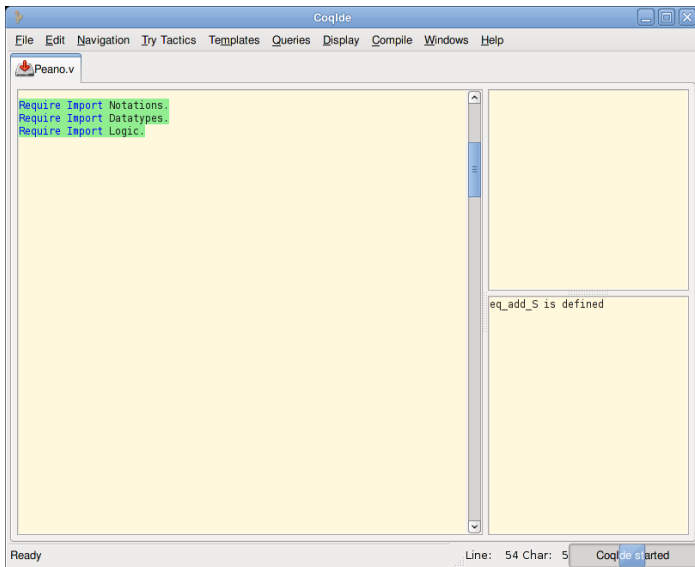 CoqIde
File Edit Navigation Try Tactics Templates Queries Display Compile Windows Help
Peano.v
Require Import Notations.
Require Import Datatypes.
Require Import Logic.
eq_add_S is defined
Ready
Line: 54 Char: 5
CoqIde started